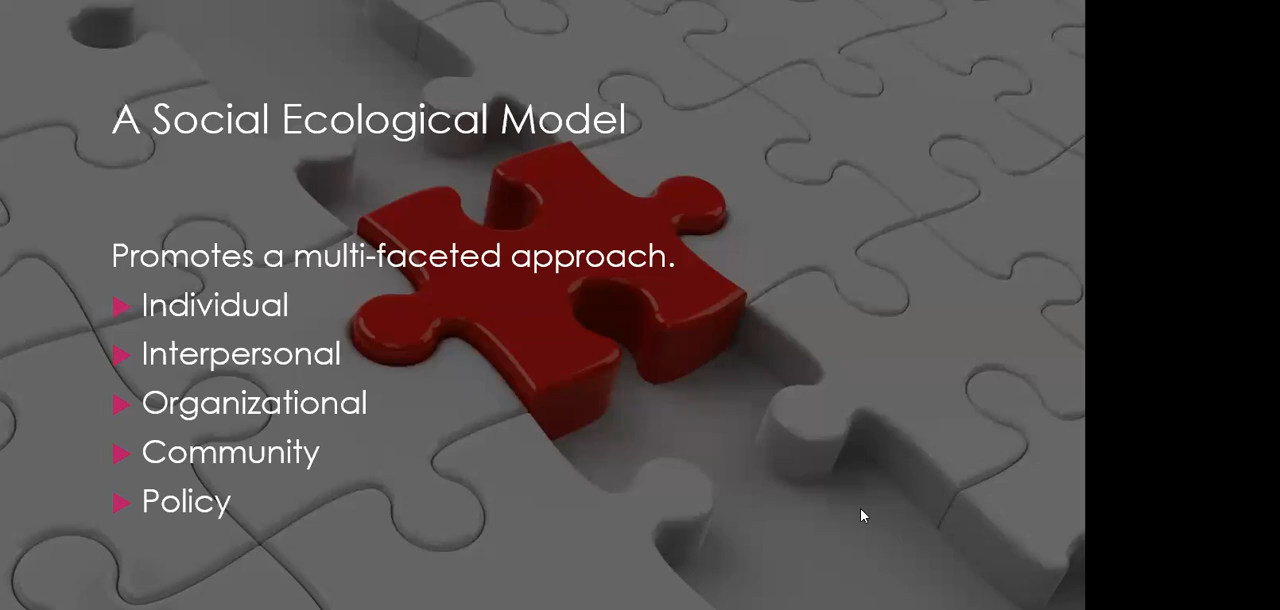 A Social Ecological Model
Promotes a multi-faceted approach.
Individual
Interpersonal
Organizational
Community
Policy